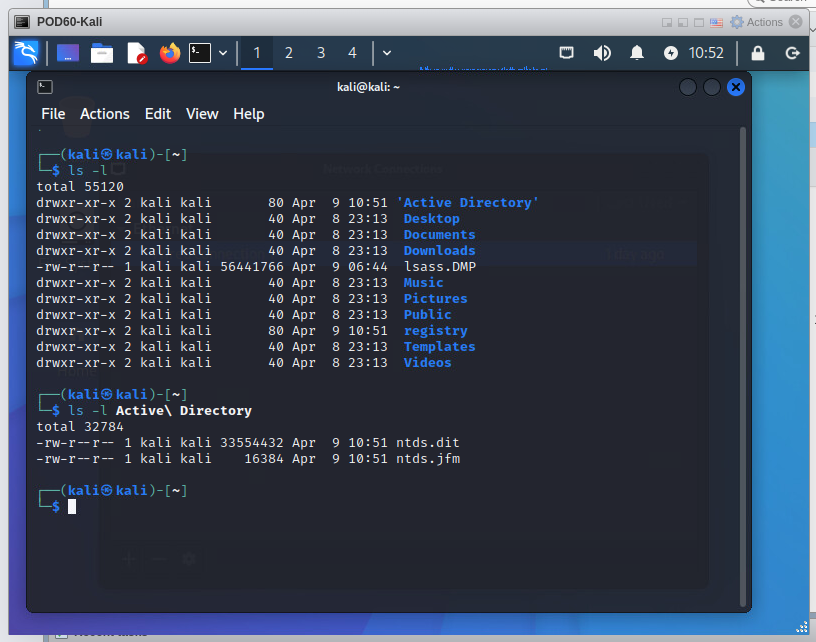 POD60-Kali
Actions
1 2 3 4
10:52
kali@kali: ~
File Actions Edit View Help
┌──(kali㉿kali)-[~]
└─$ ls -l
total 55120
drwxr-xr-x 2 kali kali       80 Apr  9 10:51 'Active Directory'
drwxr-xr-x 2 kali kali       40 Apr  8 23:13  Desktop
drwxr-xr-x 2 kali kali       40 Apr  8 23:13  Documents
drwxr-xr-x 2 kali kali       40 Apr  8 23:13  Downloads
-rw-r--r-- 1 kali kali 56441766 Apr  9 06:44  lsass.DMP
drwxr-xr-x 2 kali kali       40 Apr  8 23:13  Music
drwxr-xr-x 2 kali kali       40 Apr  8 23:13  Pictures
drwxr-xr-x 2 kali kali       40 Apr  8 23:13  Public
drwxr-xr-x 2 kali kali       80 Apr  9 10:51  registry
drwxr-xr-x 2 kali kali       40 Apr  8 23:13  Templates
drwxr-xr-x 2 kali kali       40 Apr  8 23:13  Videos
┌──(kali㉿kali)-[~]
└─$ ls -l Active\ Directory
total 32784
-rw-r--r-- 1 kali kali 33554432 Apr  9 10:51 ntds.dit
-rw-r--r-- 1 kali kali    16384 Apr  9 10:51 ntds.jfm
┌──(kali㉿kali)-[~]
└─$